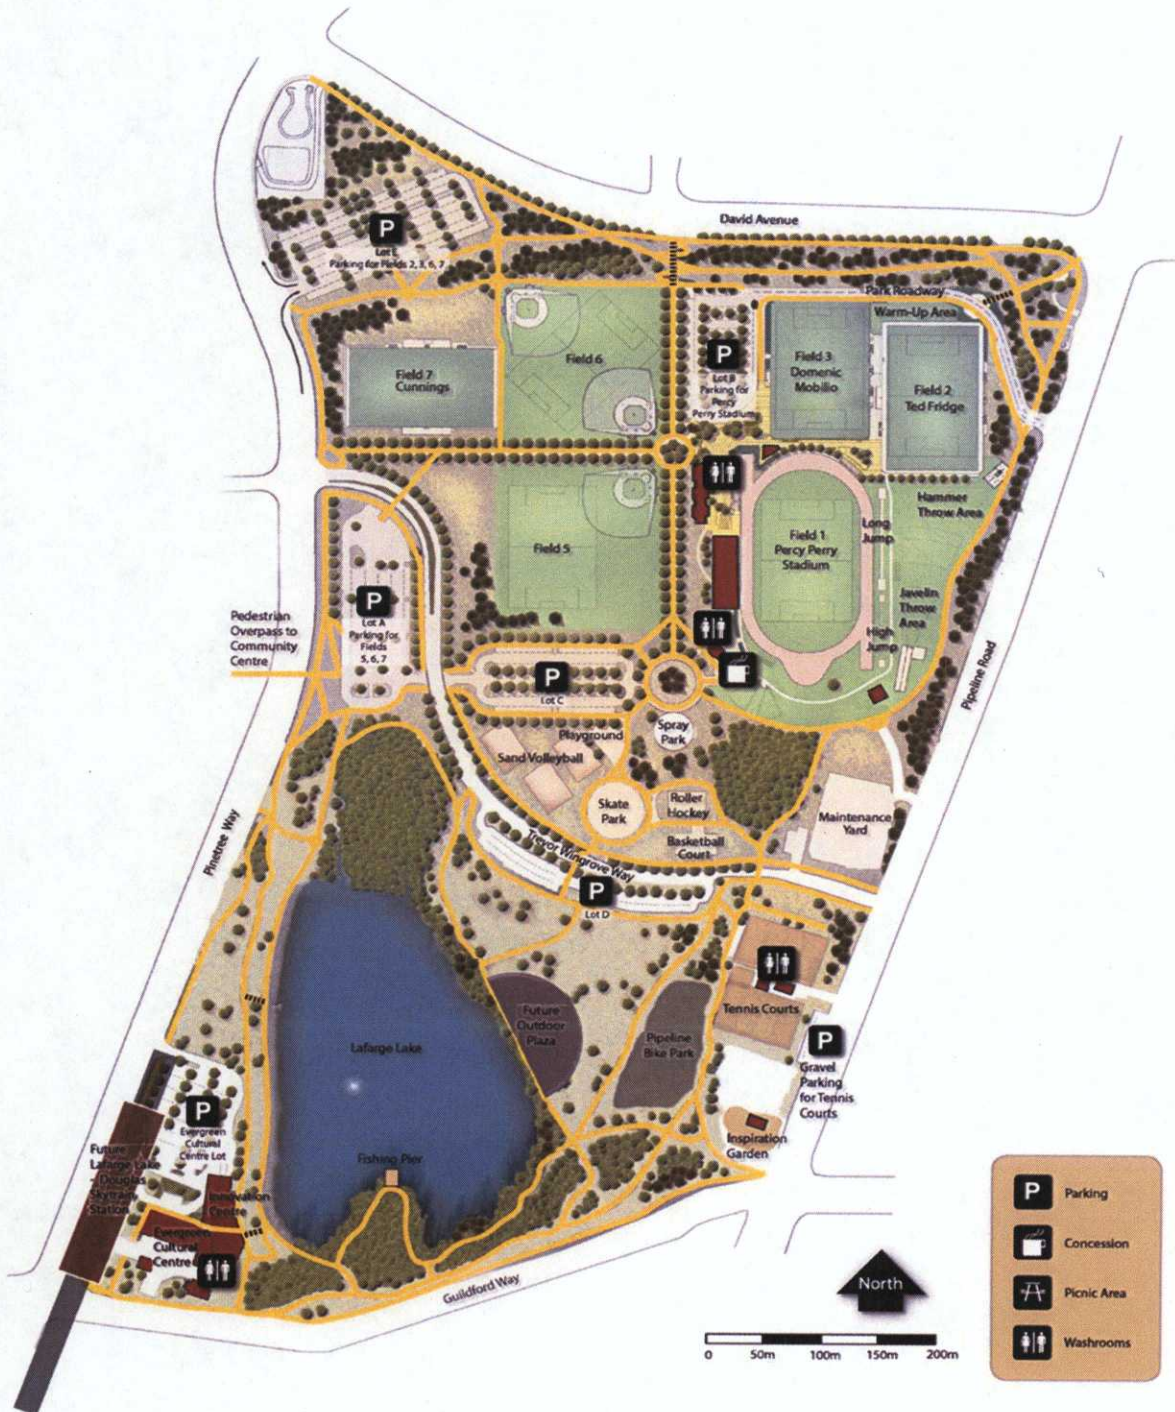 David Avenue
P
Lot E
Parking for Fields 2, 3, 6, 7
Park Roadway
Warm-Up Area
Field 7
Cunnings
Field 6
P
Lot B
Parking for
Percy
Perry Stadium
Field 3
Domenic
Mobilio
Field 2
Ted Fridge
Hammer
Throw Area
Field 5
Field 1
Percy Perry
Stadium
Long
Jump
Javelin
Throw
Area
High
Jump
P
Lot A
Parking for
Fields
5, 6, 7
Pedestrian
Overpass to
Community
Centre
P
Lot C
Pipeline Road
Spray
Park
Playground
Sand Volleyball
Skate
Park
Roller
Hockey
Basketball
Court
Maintenance
Yard
Pinetree Way
Trevor Wingrove Way
P
Lot D
Tennis Courts
Future
Outdoor
Plaza
Pipeline
Bike Park
P
Gravel
Parking
for Tennis
Courts
Lafarge Lake
P
Evergreen
Cultural
Centre Lot
Inspiration
Garden
Fishing Pier
Future
Lafarge Lake
- Douglas
Skytrain
Station
Innovation
Centre
Evergreen
Cultural
Centre
Guildford Way
North
0 50m 100m 150m 200m
P Parking
Concession
Picnic Area
Washrooms